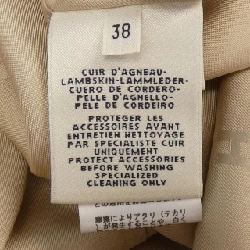 38
CUIR D'AGNEAU-
LAMBSKIN-LAMMLEDER-
CUERO DE CORDERO-
PELLE D'AGNELLO-
PELE DE CORDEIRO
PROTEGER LES
ACCESSOIRES AVANT
ENTRETIEN NETTOYAGE
PAR SPECIALISTE CUIR
UNIQUEMENT
PROTECT ACCESSORIES
BEFORE WASHING
SPECIALIZED
CLEANING ONLY